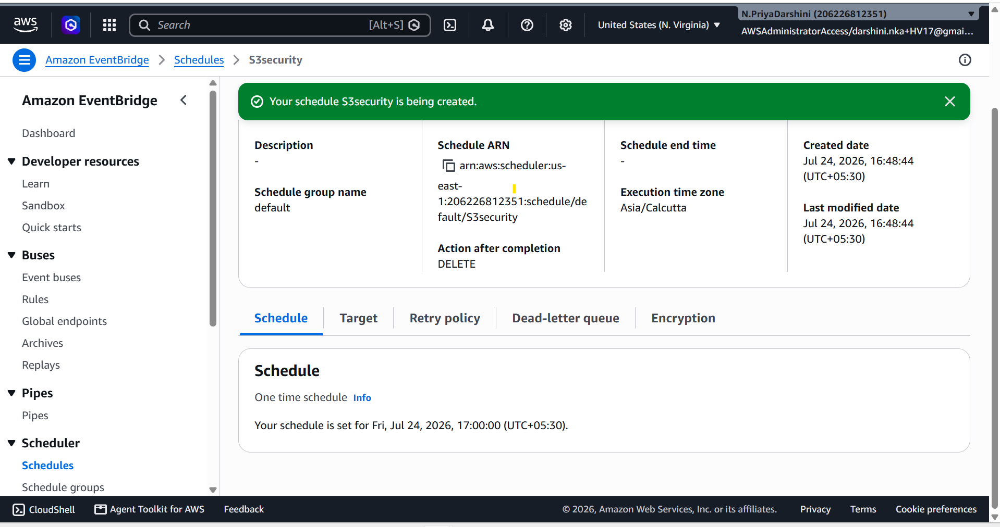 aws
Search
[Alt+S]
United States (N. Virginia)
N.PriyaDarshini (206226812351)
AWSAdministratorAccess/darshini.nka+HV17@gmai...
Amazon EventBridge
Schedules
S3security
Amazon EventBridge
Dashboard
Developer resources
Learn
Sandbox
Quick starts
Buses
Event buses
Rules
Global endpoints
Archives
Replays
Pipes
Pipes
Scheduler
Schedules
Schedule groups
Your schedule S3security is being created.
Description
-
Schedule group name
default
Schedule ARN
arn:aws:scheduler:us-
east-
1:206226812351:schedule/de
fault/S3security
Action after completion
DELETE
Schedule end time
-
Execution time zone
Asia/Calcutta
Created date
Jul 24, 2026, 16:48:44
(UTC+05:30)
Last modified date
Jul 24, 2026, 16:48:44
(UTC+05:30)
Schedule
Target
Retry policy
Dead-letter queue
Encryption
Schedule
One time schedule Info
Your schedule is set for Fri, Jul 24, 2026, 17:00:00 (UTC+05:30).
CloudShell
Agent Toolkit for AWS
Feedback
© 2026, Amazon Web Services, Inc. or its affiliates.
Privacy
Terms
Cookie preferences